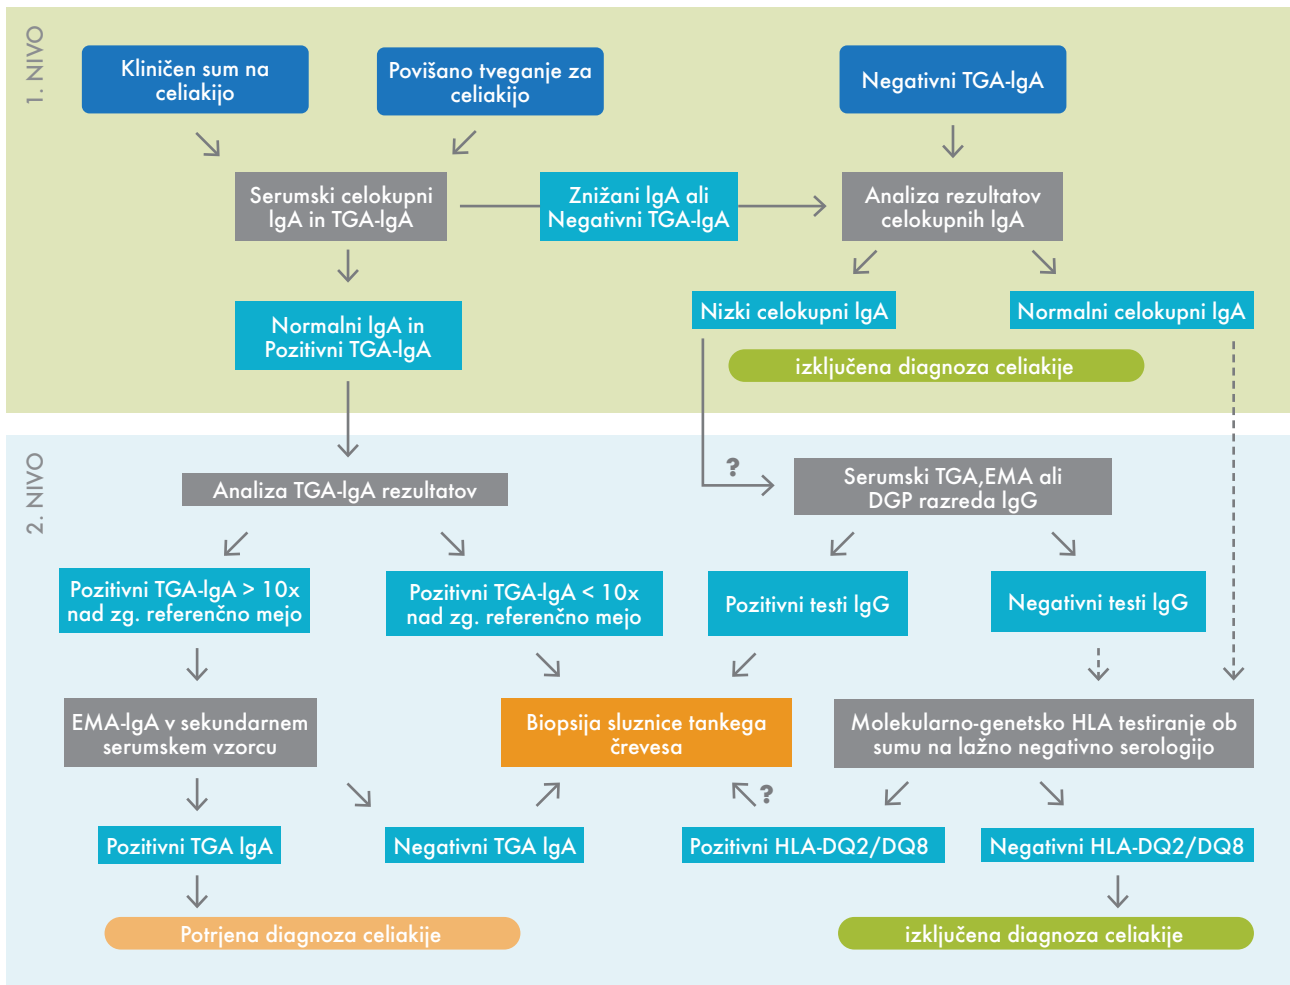 1. NIVO
Kliničen sum na
celiakijo
Povišano tveganje za
celiakijo
Negativni TGA-IgA
Serumski celokupni
IgA in TGA-IgA
Znižani IgA ali
Negativni TGA-IgA
Analiza rezultatov
celokupnih IgA
Normalni IgA in
Pozitivni TGA-IgA
Nizki celokupni IgA
Normalni celokupni IgA
izključena diagnoza celiakije
2. NIVO
Analiza TGA-IgA rezultatov
?
Serumski TGA,EMA ali
DGP razreda IgG
Pozitivni TGA-IgA > 10x
nad zg. referenčno mejo
Pozitivni TGA-IgA < 10x
nad zg. referenčno mejo
Pozitivni testi IgG
Negativni testi IgG
EMA-IgA v sekundarnem
serumskem vzorcu
Biopsija sluznice tankega
črevesa
Molekularno-genetsko HLA testiranje ob
sumu na lažno negativno serologijo
?
Pozitivni TGA IgA
Negativni TGA IgA
Pozitivni HLA-DQ2/DQ8
Negativni HLA-DQ2/DQ8
Potrjena diagnoza celiakije
izključena diagnoza celiakije